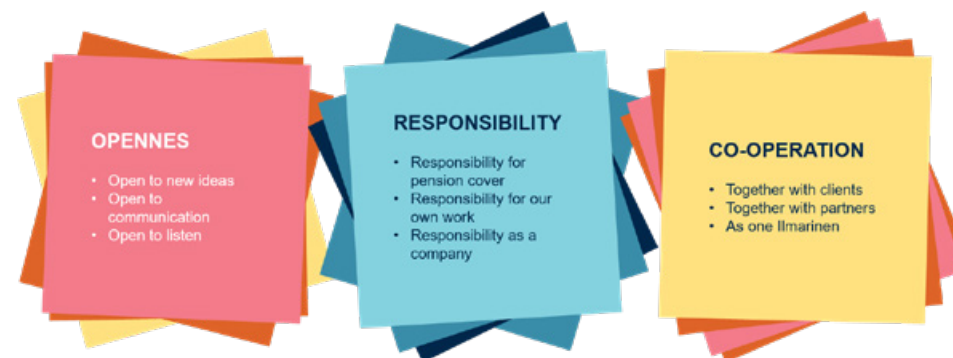 OPENNES
• Open to new ideas
• Open to
communication
• Open to listen
RESPONSIBILITY
• Responsibility for
pension cover
• Responsibility for our
own work
• Responsibility as a
company
CO-OPERATION
• Together with clients
• Together with partners
• As one Ilmarinen